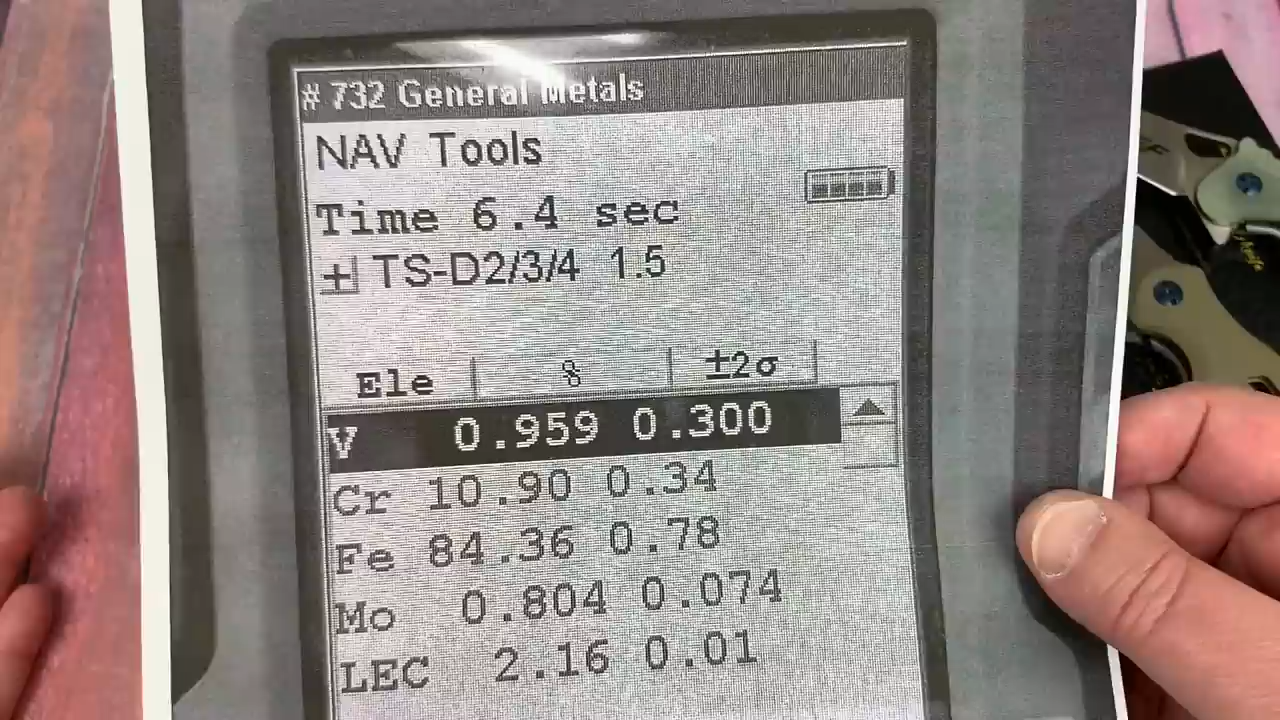 # 732 General Metals
NAV Tools
Time 6.4 sec
+ TS-D2/3/4 1.5
Ele | % | ±2σ |
V 0.959 0.300
Cr 10.90 0.34
Fe 84.36 0.78
Mo 0.804 0.074
LEC 2.16 0.01